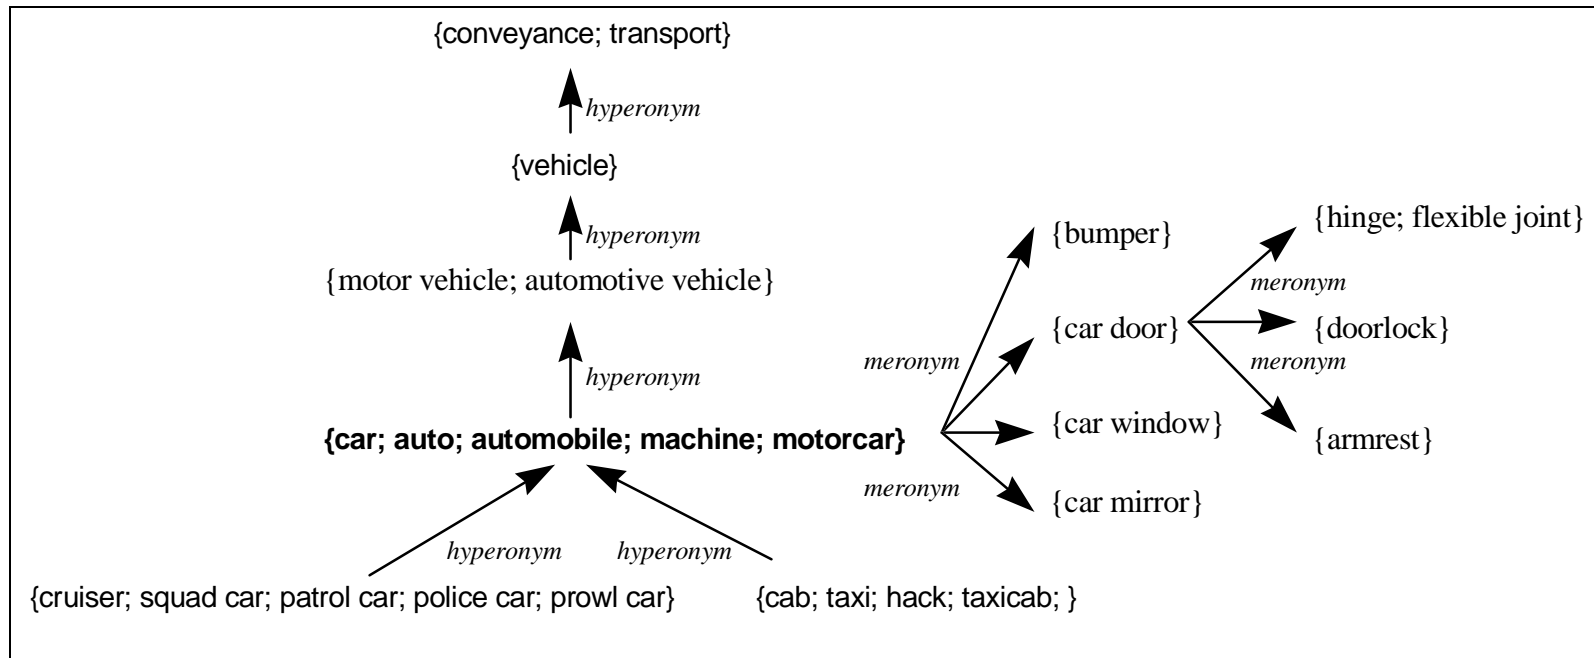 {conveyance; transport}
hyperonym
{vehicle}
hyperonym
{motor vehicle; automotive vehicle}
hyperonym
{car; auto; automobile; machine; motorcar}
hyperonym
hyperonym
{cruiser; squad car; patrol car; police car; prowl car}
{cab; taxi; hack; taxicab; }
meronym
meronym
{bumper}
{car door}
{car window}
{car mirror}
meronym
meronym
{hinge; flexible joint}
{doorlock}
{armrest}